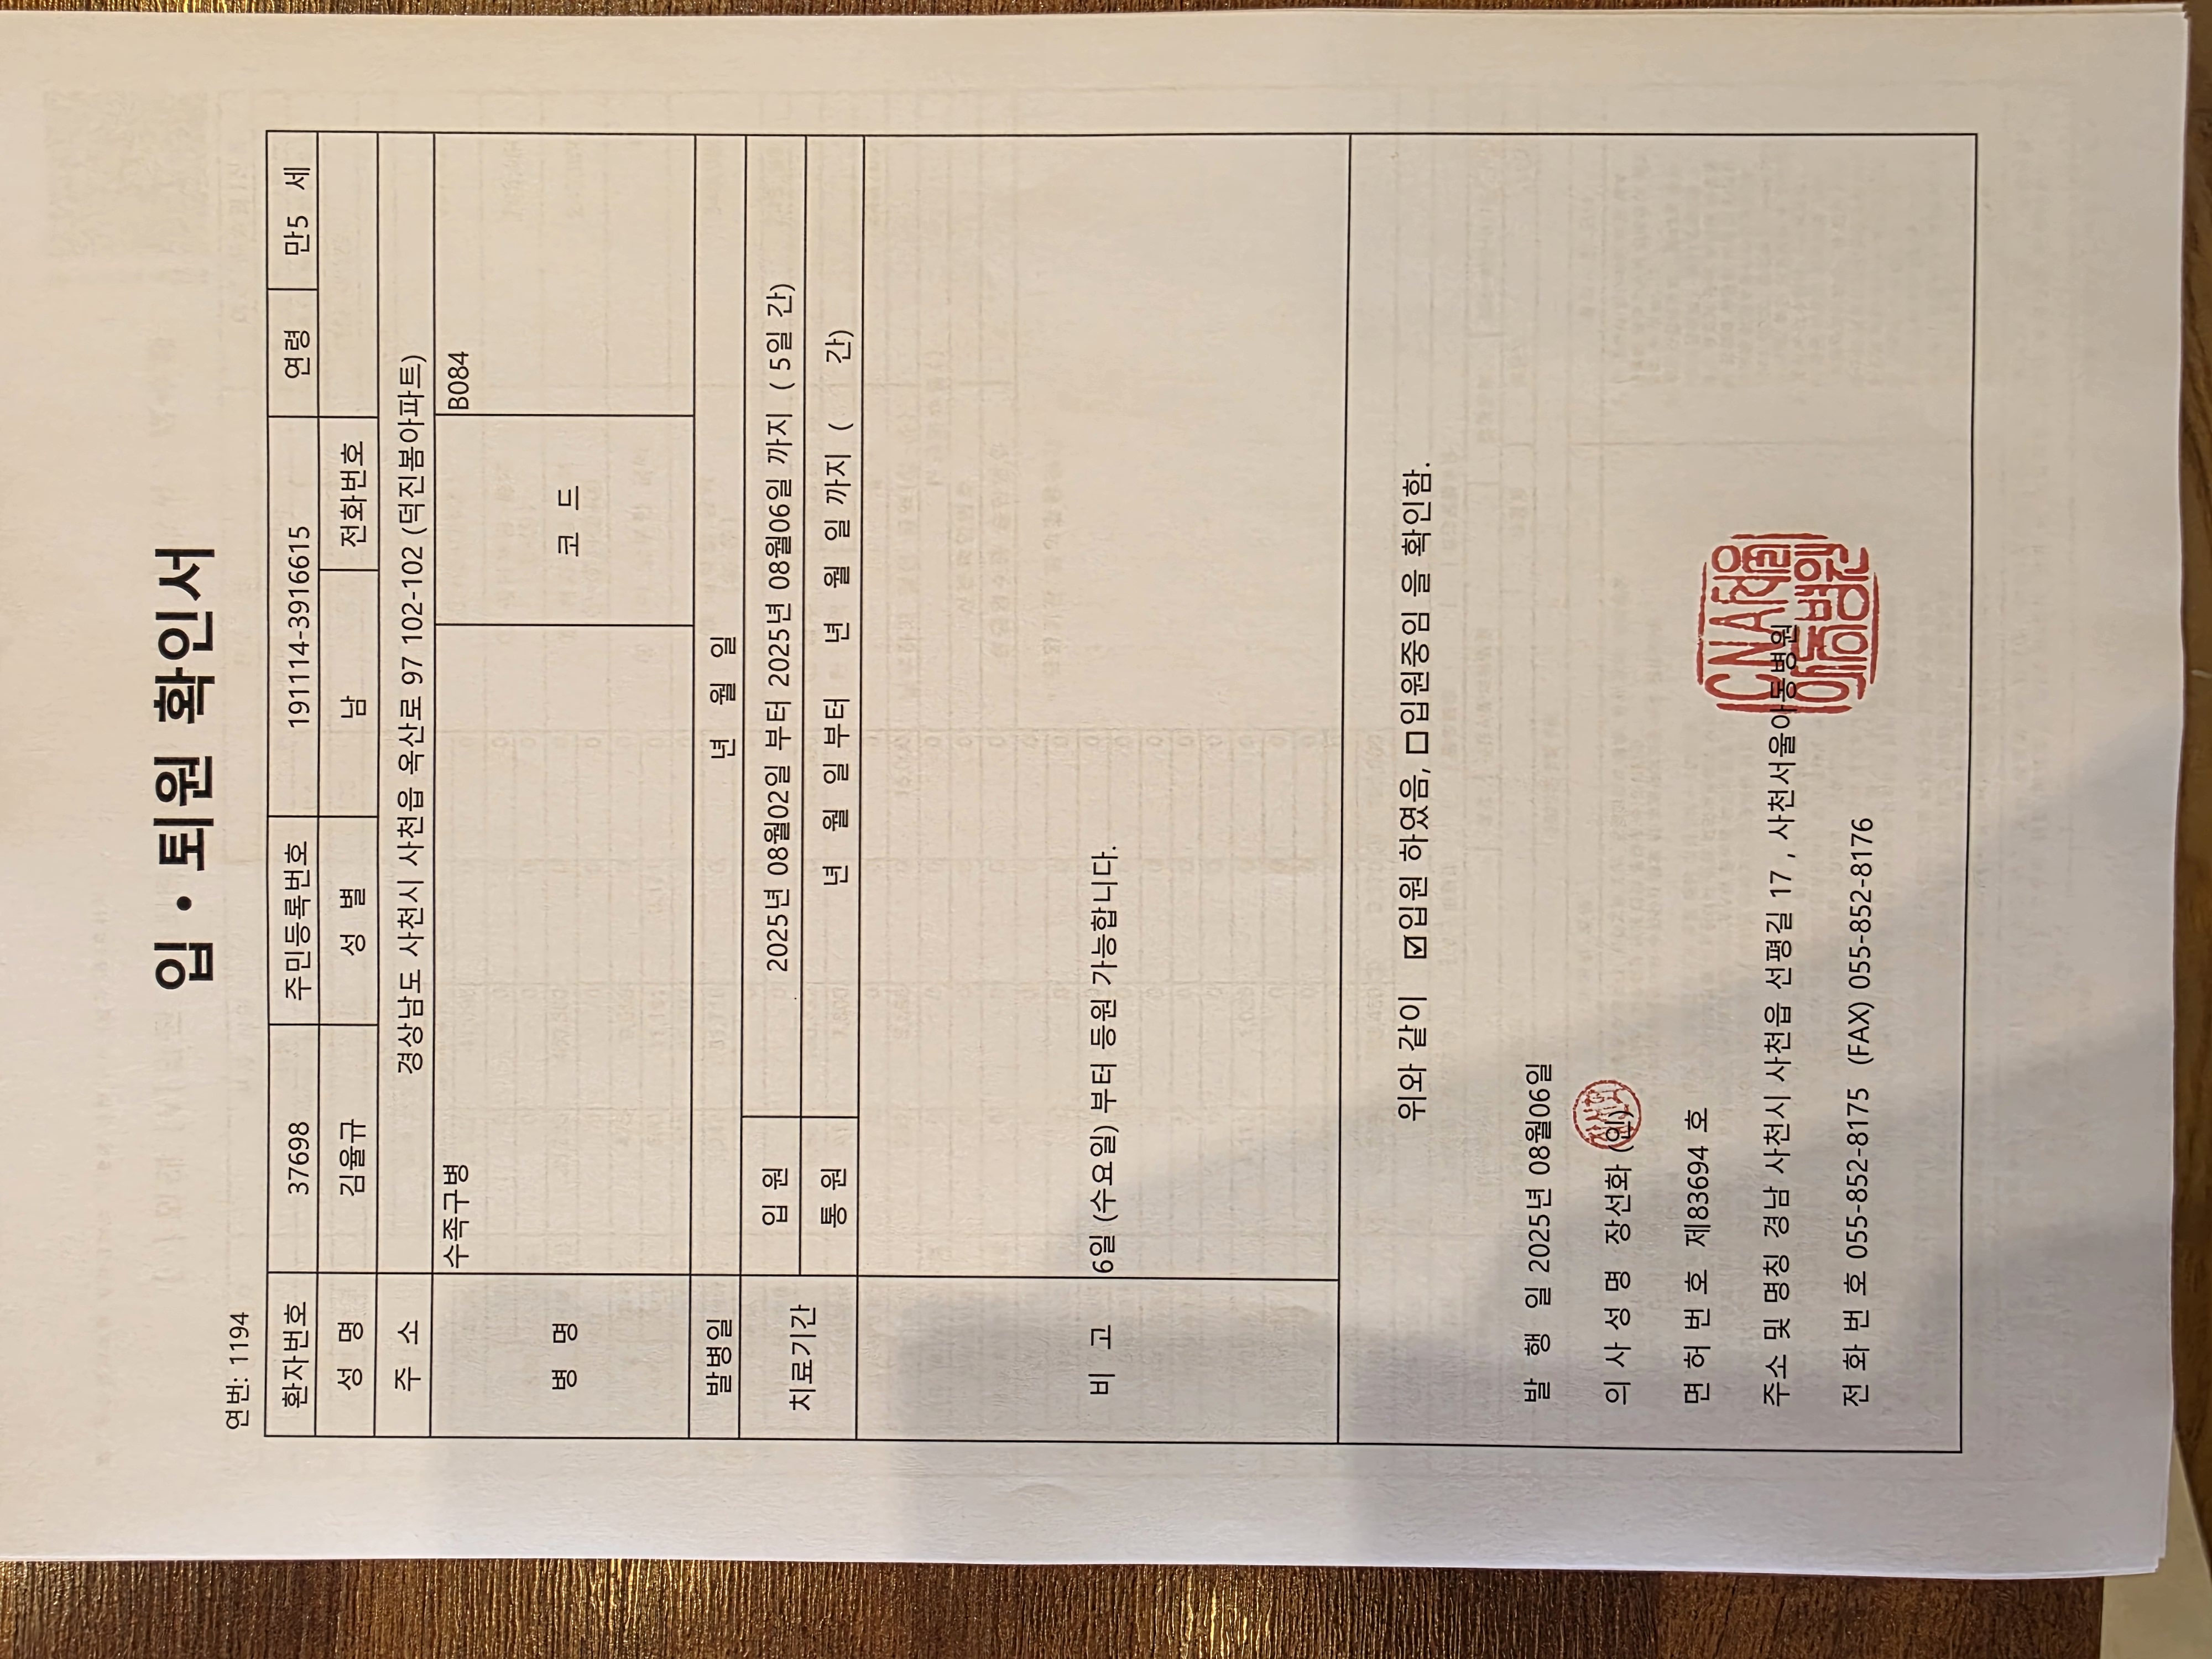 입 · 퇴원 확인서
연번: 1194
환자번호 37698 주민등록번호 191114-3916615 연령 만5 세
성 명 김율규 성 별 남 전화번호
주 소 경상남도 사천시 사천읍 옥산로 97 102-102 (덕진봄아파트)
병 명 수족구병 코 드 B084
발병일 년 월 일
치료기간 입 원 2025년 08월02일 부터 2025년 08월06일 까지 ( 5일 간)
통 원 년 월 일 부터 년 월 일 까지 ( 간)
비 고 6일 (수요일) 부터 등원 가능합니다.
위와 같이 ☑입원 하였음, □입원중임 을 확인함.
발 행 일 2025년 08월06일
의 사 성 명 장선화 (인)
면 허 번 호 제83694 호
주소 및 명칭 경남 사천시 사천읍 선평길 17 , 사천서울아동병원
전 화 번 호 055-852-8175 (FAX) 055-852-8176